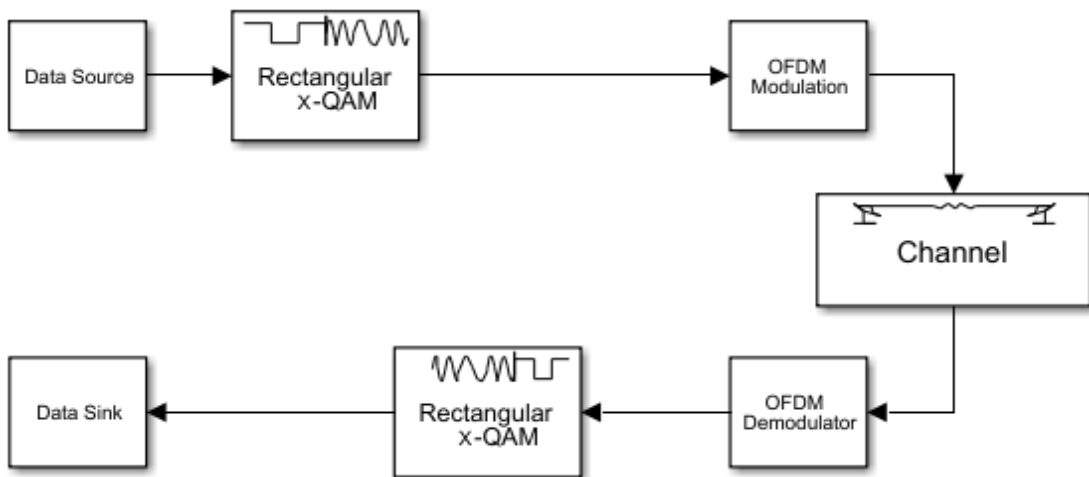 Data Source
Rectangular
x-QAM
OFDM
Modulation
Channel
Data Sink
Rectangular
x-QAM
OFDM
Demodulator